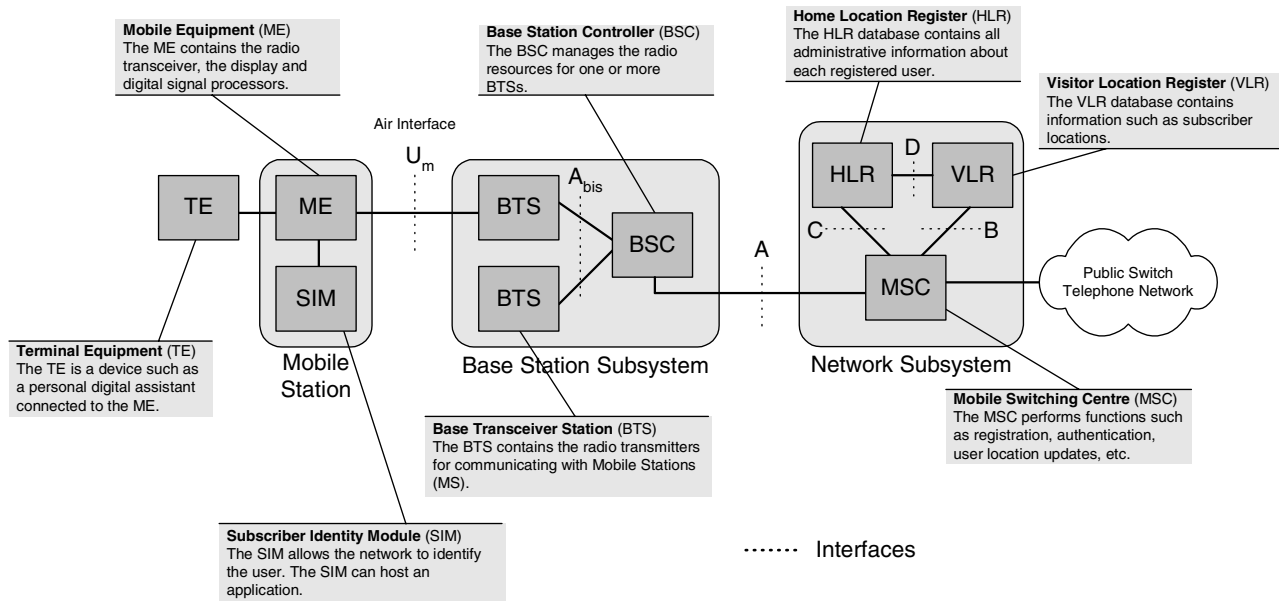 Mobile Equipment (ME)
The ME contains the radio
transceiver, the display and
digital signal processors.
Base Station Controller (BSC)
The BSC manages the radio
resources for one or more
BTSs.
Home Location Register (HLR)
The HLR database contains all
administrative information about
each registered user.
Visitor Location Register (VLR)
The VLR database contains
information such as subscriber
locations.
Air Interface
Um
Abis
TE
ME
SIM
BTS
BTS
BSC
A
HLR
D
VLR
C
B
MSC
Public Switch
Telephone Network
Mobile
Station
Base Station Subsystem
Network Subsystem
Terminal Equipment (TE)
The TE is a device such as
a personal digital assistant
connected to the ME.
Base Transceiver Station (BTS)
The BTS contains the radio transmitters
for communicating with Mobile Stations
(MS).
Mobile Switching Centre (MSC)
The MSC performs functions such
as registration, authentication,
user location updates, etc.
Subscriber Identity Module (SIM)
The SIM allows the network to identify
the user. The SIM can host an
application.
Interfaces